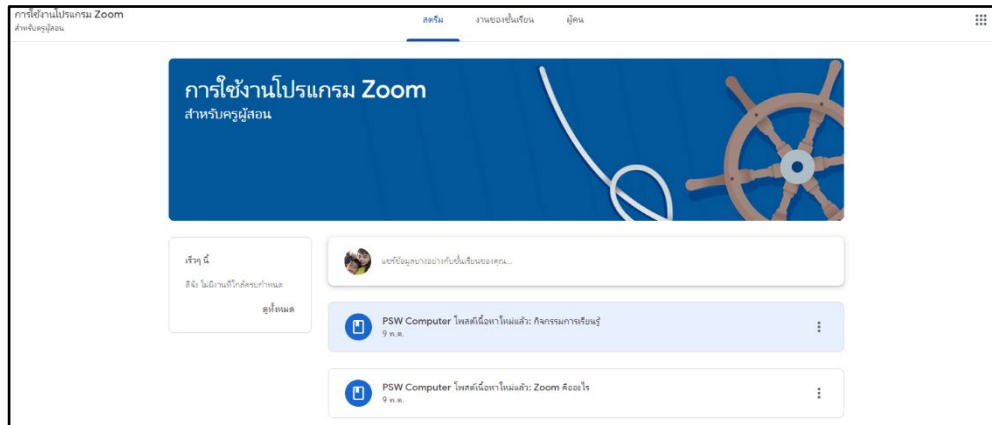 การใช้งานโปรแกรม Zoom
สำหรับครูผู้สอน
สตรีม
งานของชั้นเรียน
ผู้คน
การใช้งานโปรแกรม Zoom
สำหรับครูผู้สอน
เร็วๆ นี้
ดีจัง ไม่มีงานที่ใกล้ครบกำหนด
ดูทั้งหมด
แชร์ข้อมูลบางอย่างกับชั้นเรียนของคุณ...
PSW Computer โพสต์เนื้อหาใหม่แล้ว: กิจกรรมการเรียนรู้
9 พ.ค.
PSW Computer โพสต์เนื้อหาใหม่แล้ว: Zoom คืออะไร
9 พ.ค.